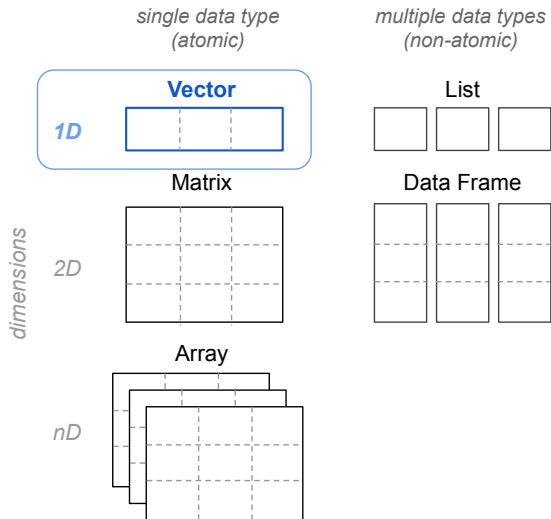 single data type
(atomic)
multiple data types
(non-atomic)
Vector
List
1D
Matrix
Data Frame
2D
dimensions
Array
nD